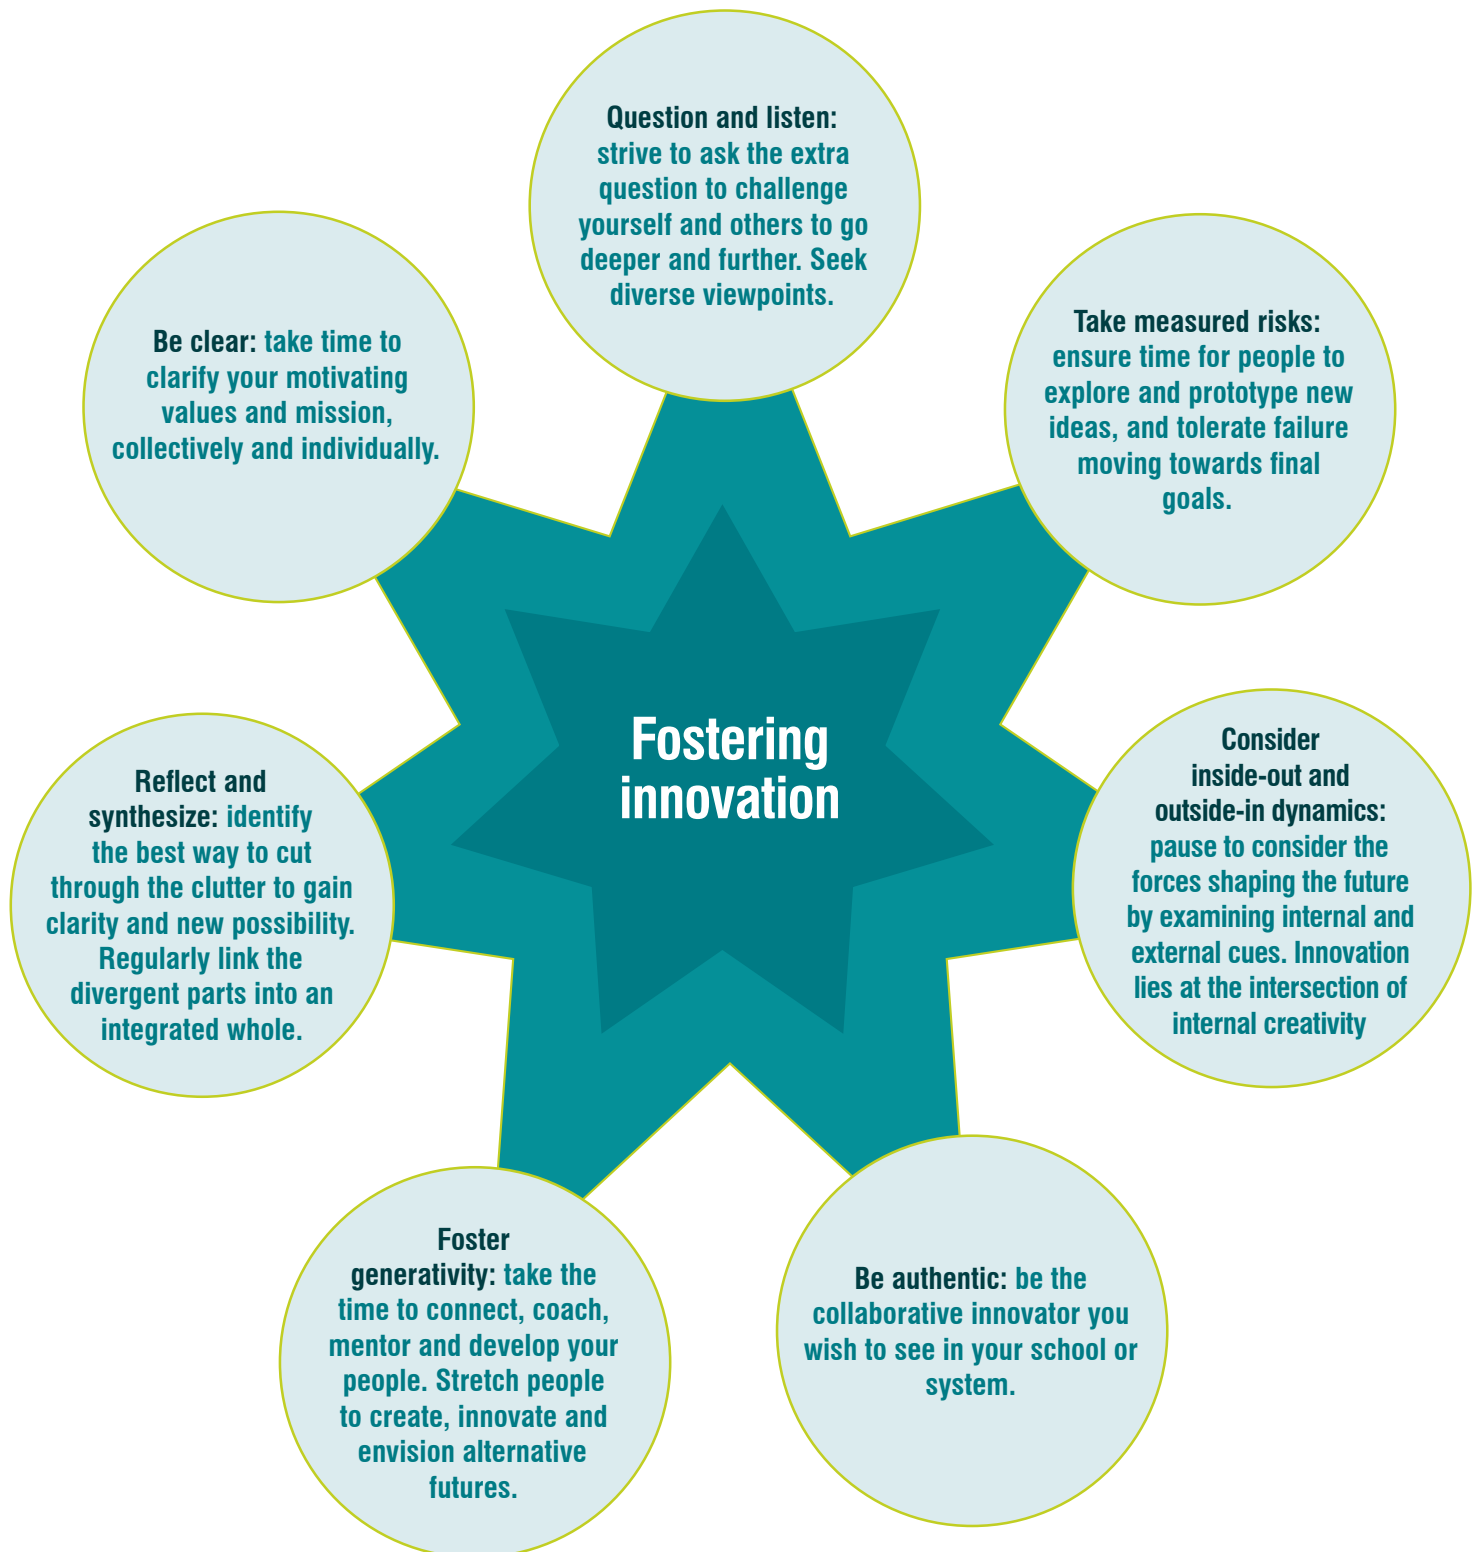 Question and listen:
strive to ask the extra
question to challenge
yourself and others to go
deeper and further. Seek
diverse viewpoints.
Be clear: take time to
clarify your motivating
values and mission,
collectively and individually.
Take measured risks:
ensure time for people to
explore and prototype new
ideas, and tolerate failure
moving towards final
goals.
Fostering
innovation
Reflect and
synthesize: identify
the best way to cut
through the clutter to gain
clarity and new possibility.
Regularly link the
divergent parts into an
integrated whole.
Consider
inside-out and
outside-in dynamics:
pause to consider the
forces shaping the future
by examining internal and
external cues. Innovation
lies at the intersection of
internal creativity
Foster
generativity: take the
time to connect, coach,
mentor and develop your
people. Stretch people
to create, innovate and
envision alternative
futures.
Be authentic: be the
collaborative innovator you
wish to see in your school or
system.